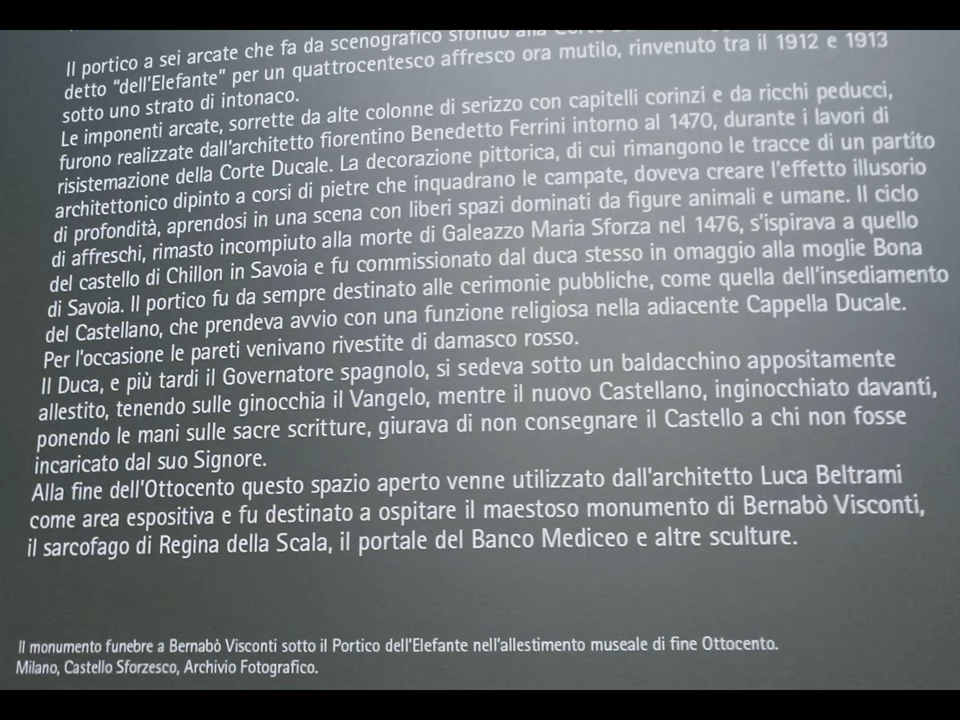 Il portico a sei arcate che fa da scenografico sfondo alla
detto “dell'Elefante” per un quattrocentesco affresco ora mutilo, rinvenuto tra il 1912 e 1913
sotto uno strato di intonaco.
Le imponenti arcate, sorrette da alte colonne di serizzo con capitelli corinzi e da ricchi peducci,
furono realizzate dall'architetto fiorentino Benedetto Ferrini intorno al 1470, durante i lavori di
risistemazione della Corte Ducale. La decorazione pittorica, di cui rimangono le tracce di un partito
architettonico dipinto a corsi di pietre che inquadrano le campate, doveva creare l'effetto illusorio
di profondità, aprendosi in una scena con liberi spazi dominati da figure animali e umane. Il ciclo
di affreschi, rimasto incompiuto alla morte di Galeazzo Maria Sforza nel 1476, s'ispirava a quello
del castello di Chillon in Savoia e fu commissionato dal duca stesso in omaggio alla moglie Bona
di Savoia. Il portico fu da sempre destinato alle cerimonie pubbliche, come quella dell'insediamento
del Castellano, che prendeva avvio con una funzione religiosa nella adiacente Cappella Ducale.
Per l'occasione le pareti venivano rivestite di damasco rosso.
Il Duca, e più tardi il Governatore spagnolo, si sedeva sotto un baldacchino appositamente
allestito, tenendo sulle ginocchia il Vangelo, mentre il nuovo Castellano, inginocchiato davanti,
ponendo le mani sulle sacre scritture, giurava di non consegnare il Castello a chi non fosse
incaricato dal suo Signore.
Alla fine dell'Ottocento questo spazio aperto venne utilizzato dall'architetto Luca Beltrami
come area espositiva e fu destinato a ospitare il maestoso monumento di Bernabò Visconti,
il sarcofago di Regina della Scala, il portale del Banco Mediceo e altre sculture.
Il monumento funebre a Bernabò Visconti sotto il Portico dell'Elefante nell'allestimento museale di fine Ottocento.
Milano, Castello Sforzesco, Archivio Fotografico.